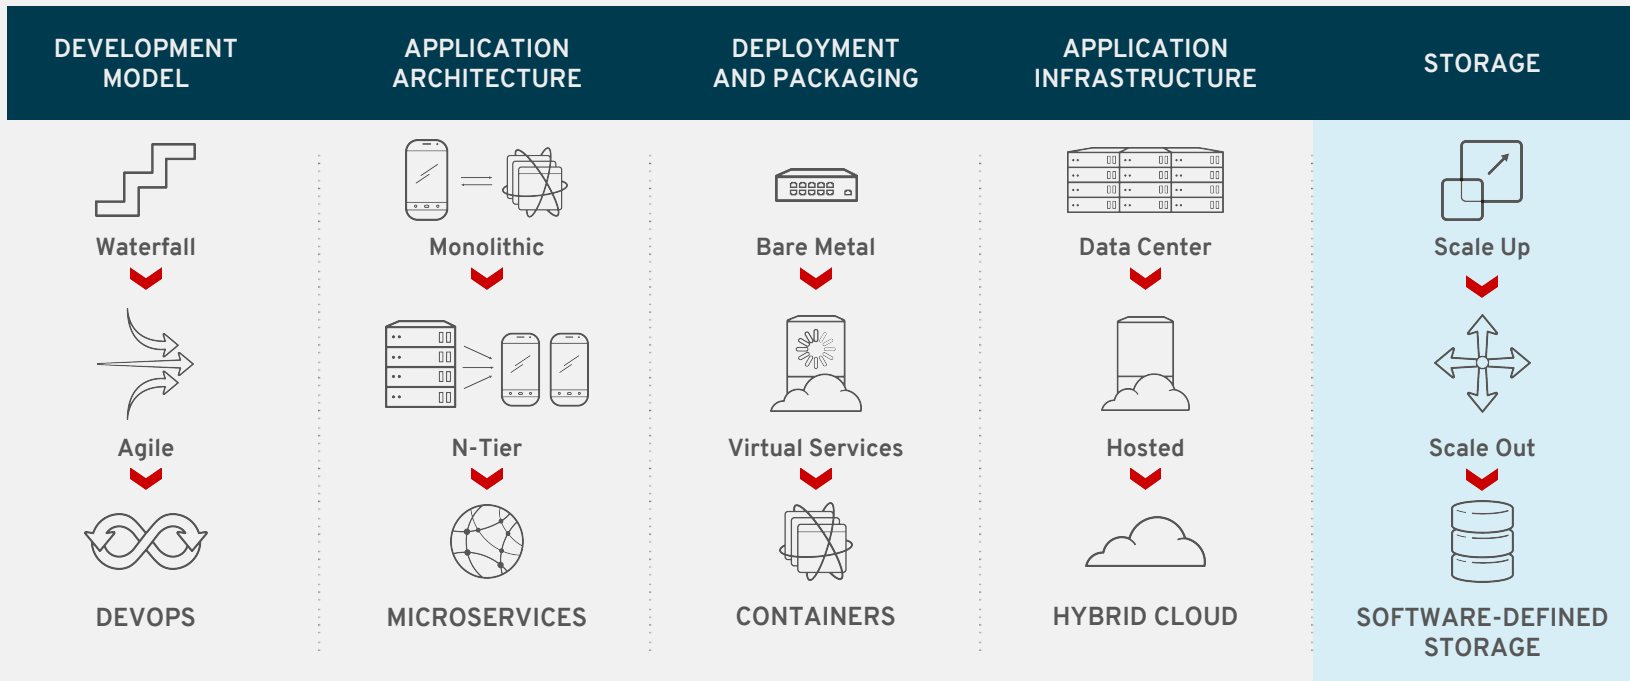 DEVELOPMENT
MODEL
APPLICATION
ARCHITECTURE
DEPLOYMENT
AND PACKAGING
APPLICATION
INFRASTRUCTURE
STORAGE
Waterfall
Monolithic
Bare Metal
Data Center
Scale Up
Agile
N-Tier
Virtual Services
Hosted
Scale Out
DEVOPS
MICROSERVICES
CONTAINERS
HYBRID CLOUD
SOFTWARE-DEFINED
STORAGE